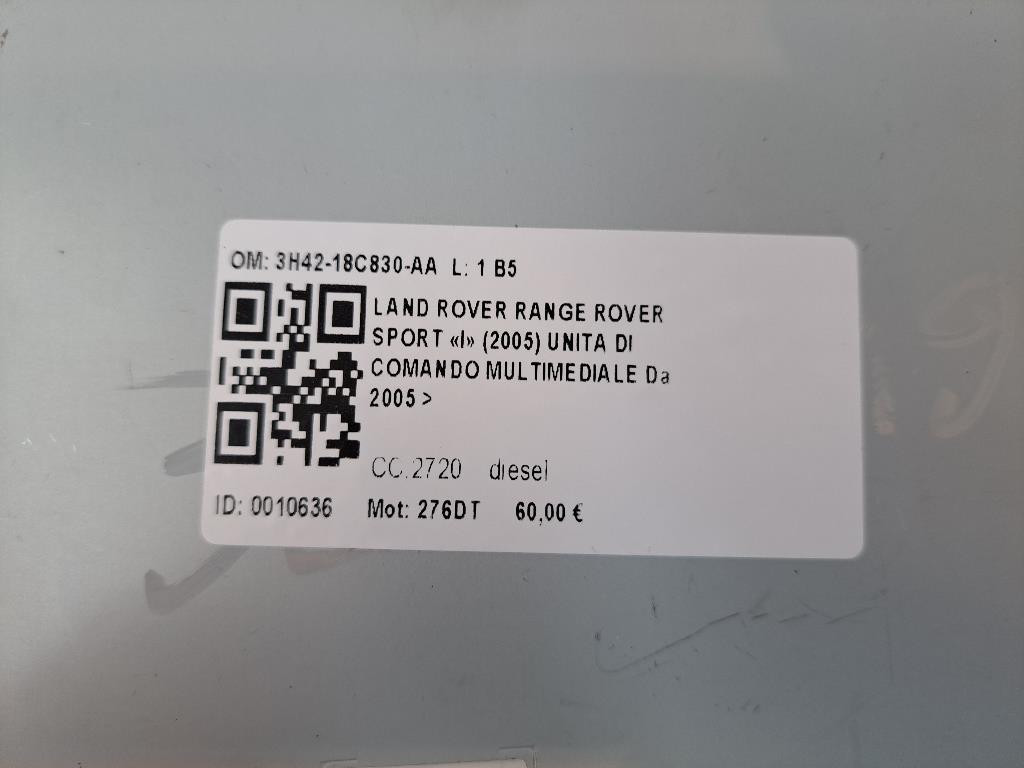 OM: 3H42-18C830-AA L: 1 B5
LAND ROVER RANGE ROVER
SPORT «I» (2005) UNITA DI
COMANDO MULTIMEDIALE Da
2005 >
CC.2720 diesel
ID: 0010636 Mot: 276DT 60,00 €